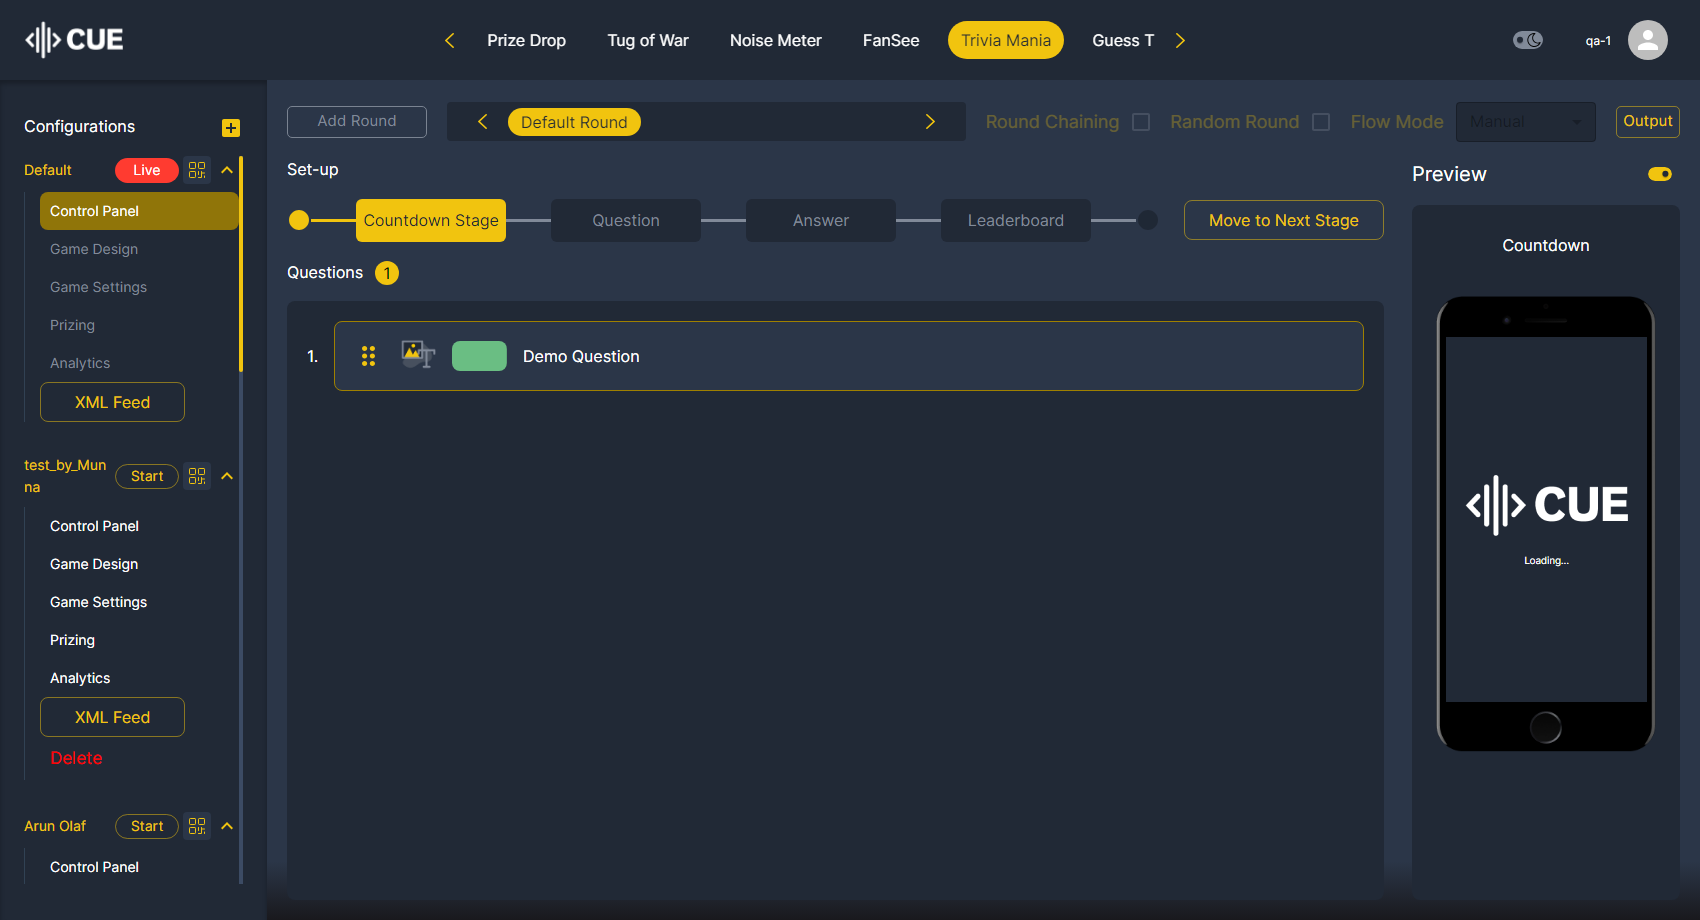 CUE
Prize Drop
Tug of War
Noise Meter
FanSee
Trivia Mania
Guess T
qa-1
Configurations
Default
Live
Control Panel
Game Design
Game Settings
Prizing
Analytics
XML Feed
test_by_Mun
na
Start
Control Panel
Game Design
Game Settings
Prizing
Analytics
XML Feed
Delete
Arun Olaf
Start
Control Panel
Add Round
Default Round
Round Chaining
Random Round
Flow Mode
Manual
Output
Set-up
Countdown Stage
Question
Answer
Leaderboard
Move to Next Stage
Questions
1
1.
Demo Question
Preview
Countdown
CUE
Loading...